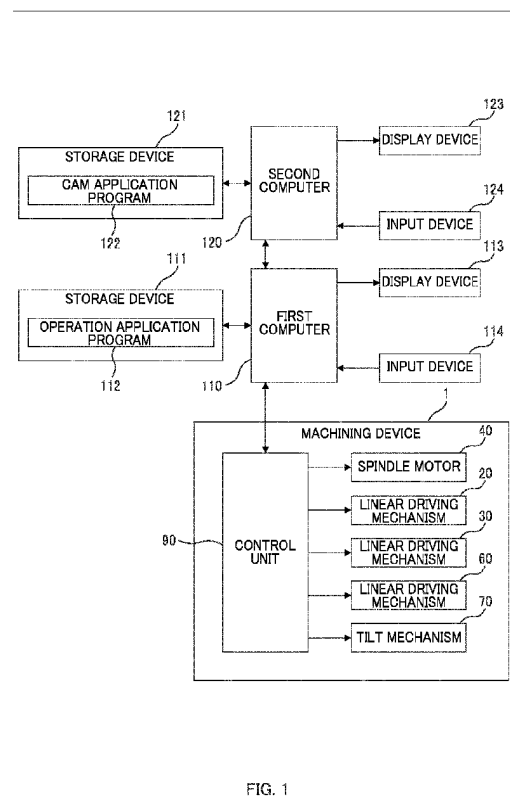 123
121
DISPLAY DEVICE
STORAGE DEVICE
SECOND
COMPUTER
CAM APPLICATION
PROGRAM
124
122
120
INPUT DEVICE
111
113
STORAGE DEVICE
DISPLAY DEVICE
FIRST
COMPUTER
OPERATION APPLICATION
PROGRAM
114
112
110
INPUT DEVICE
1
MACHINING DEVICE
40
SPINDLE MOTOR
20
LINEAR DRIVING
MECHANISM
30
90
CONTROL
UNIT
LINEAR DRIVING
MECHANISM
60
LINEAR DRIVING
MECHANISM
70
TILT MECHANISM
FIG. 1